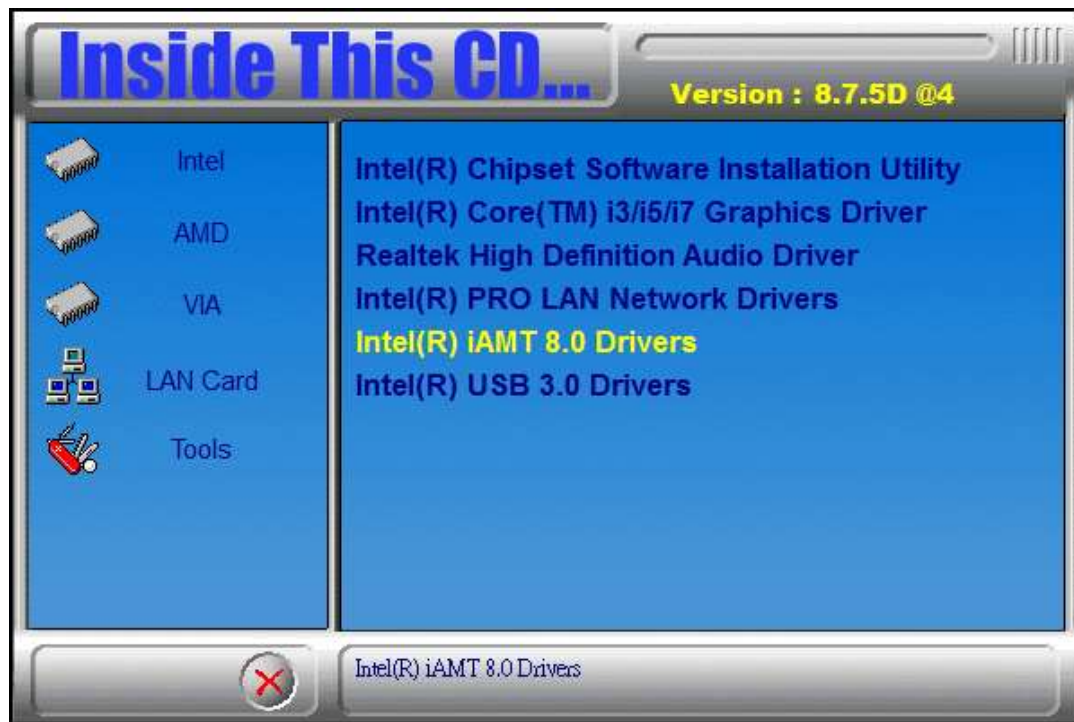 Inside This CD...
Version : 8.7.5D @4
Intel
AMD
VIA
LAN Card
Tools
Intel(R) Chipset Software Installation Utility
Intel(R) Core(TM) i3/i5/i7 Graphics Driver
Realtek High Definition Audio Driver
Intel(R) PRO LAN Network Drivers
Intel(R) iAMT 8.0 Drivers
Intel(R) USB 3.0 Drivers
Intel(R) iAMT 8.0 Drivers